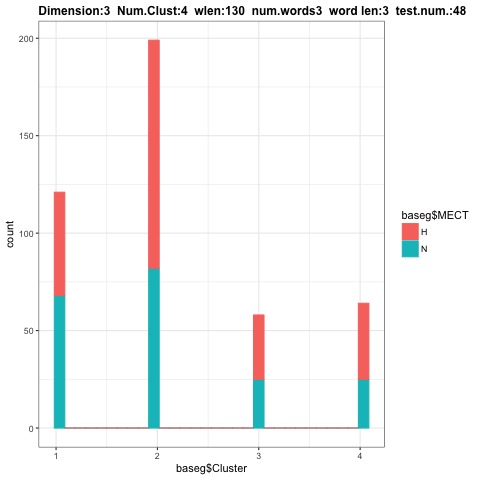 Dimension:3 Num.Clust:4 wlen:130 num.words3 word len:3 test.num.:48
200
150
100
50
0
count
1 2 3 4
baseg$Cluster
baseg$MECT
H
N